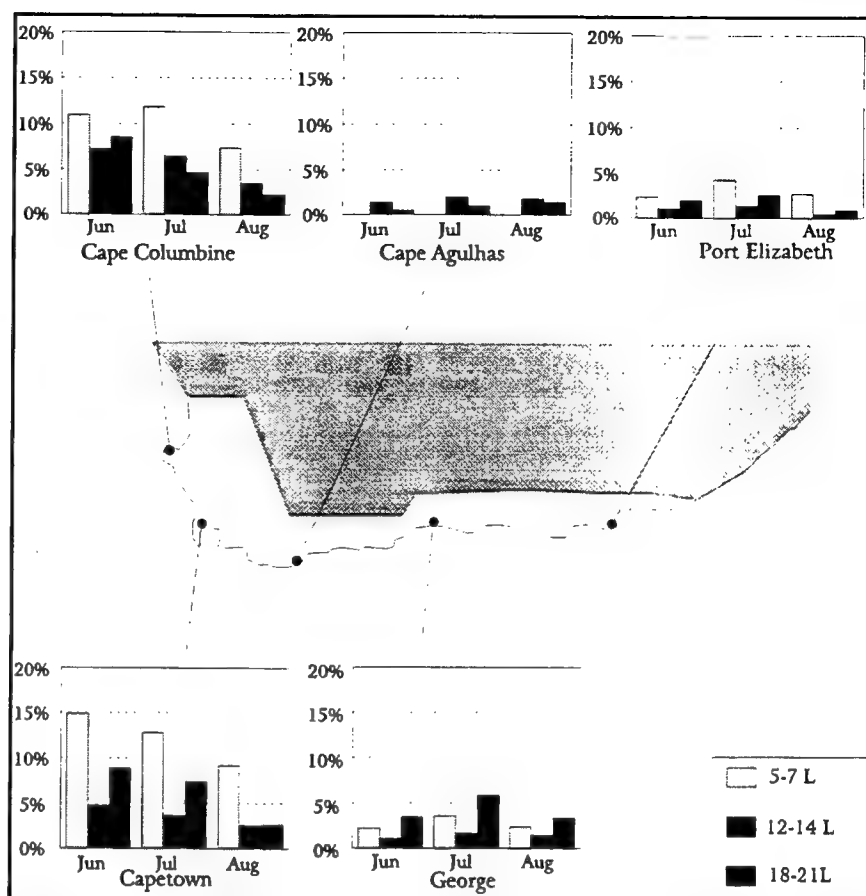 20%
15%
10%
5%
0%
Jun Jul Aug
Cape Columbine
20%
15%
10%
5%
0%
Jun Jul Aug
Cape Agulhas
20%
15%
10%
5%
0%
Jun Jul Aug
Port Elizabeth
20%
15%
10%
5%
0%
Jun Jul Aug
Capetown
20%
15%
10%
5%
0%
Jun Jul Aug
George
5-7 L
12-14 L
18-21L